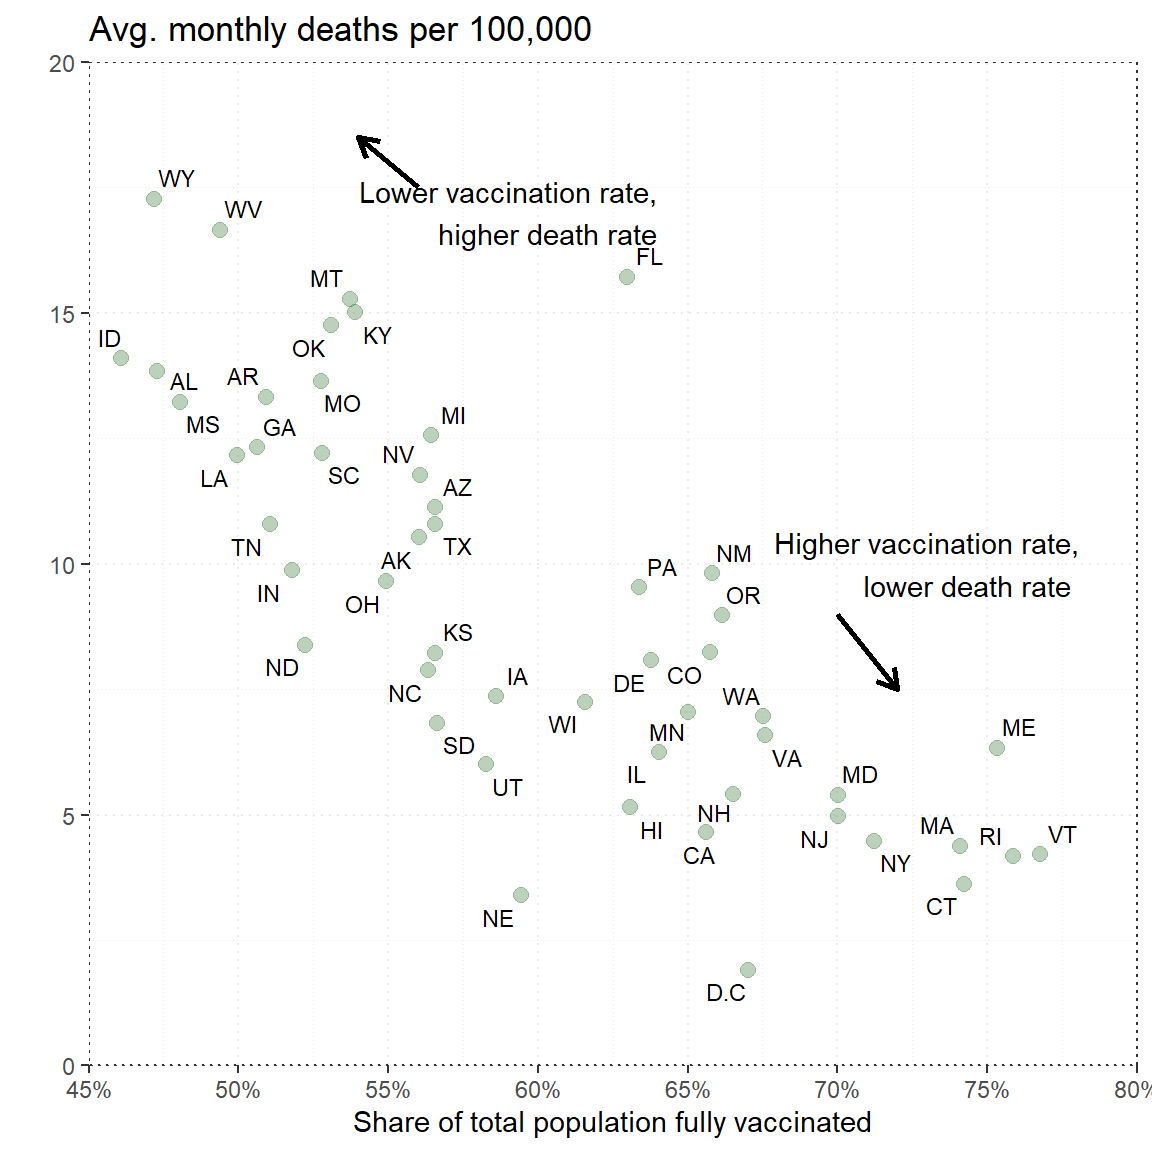 Avg. monthly deaths per 100,000
20
WY
Lower vaccination rate,
WV
higher death rate
FL
MT
15
KY
ID
OK
AR
AL
MO
MI
MS
GA
NV
LA
SC
AZ
TN
TX
Higher vaccination rate,
NM
10
AK
PA
lower death rate
IN
OH
OR
KS
ND
IA
DE
CO
NC
WA
WI
MN
ME
SD
VA
UT
IL
MD
5
HI
NH
NJ
MA
RI
VT
CA
NY
NE
CT
D.C
0
45%
50%
55%
60%
65%
70%
75%
80%
Share of total population fully vaccinated